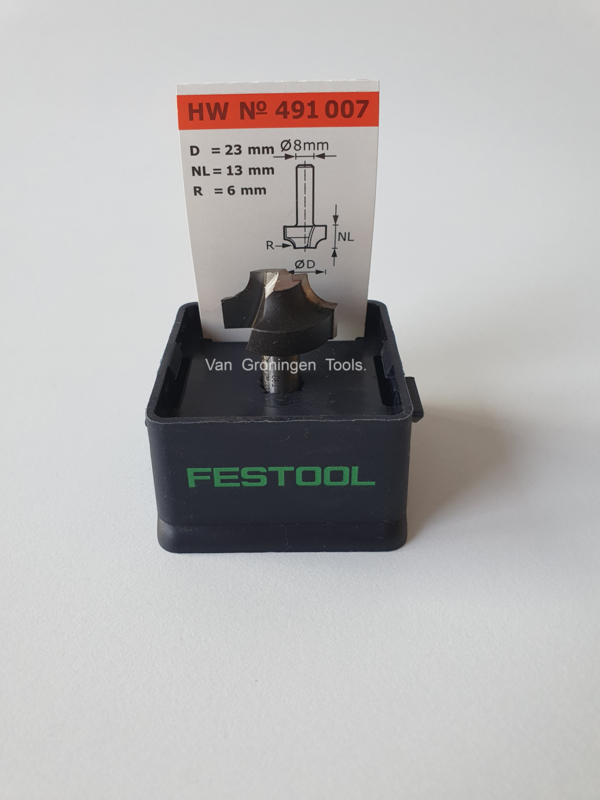 HW Nº 491 007
D = 23 mm Ø8mm
NL = 13 mm
R = 6 mm
NL
R
ØD
Van Groningen Tools.
FESTOOL